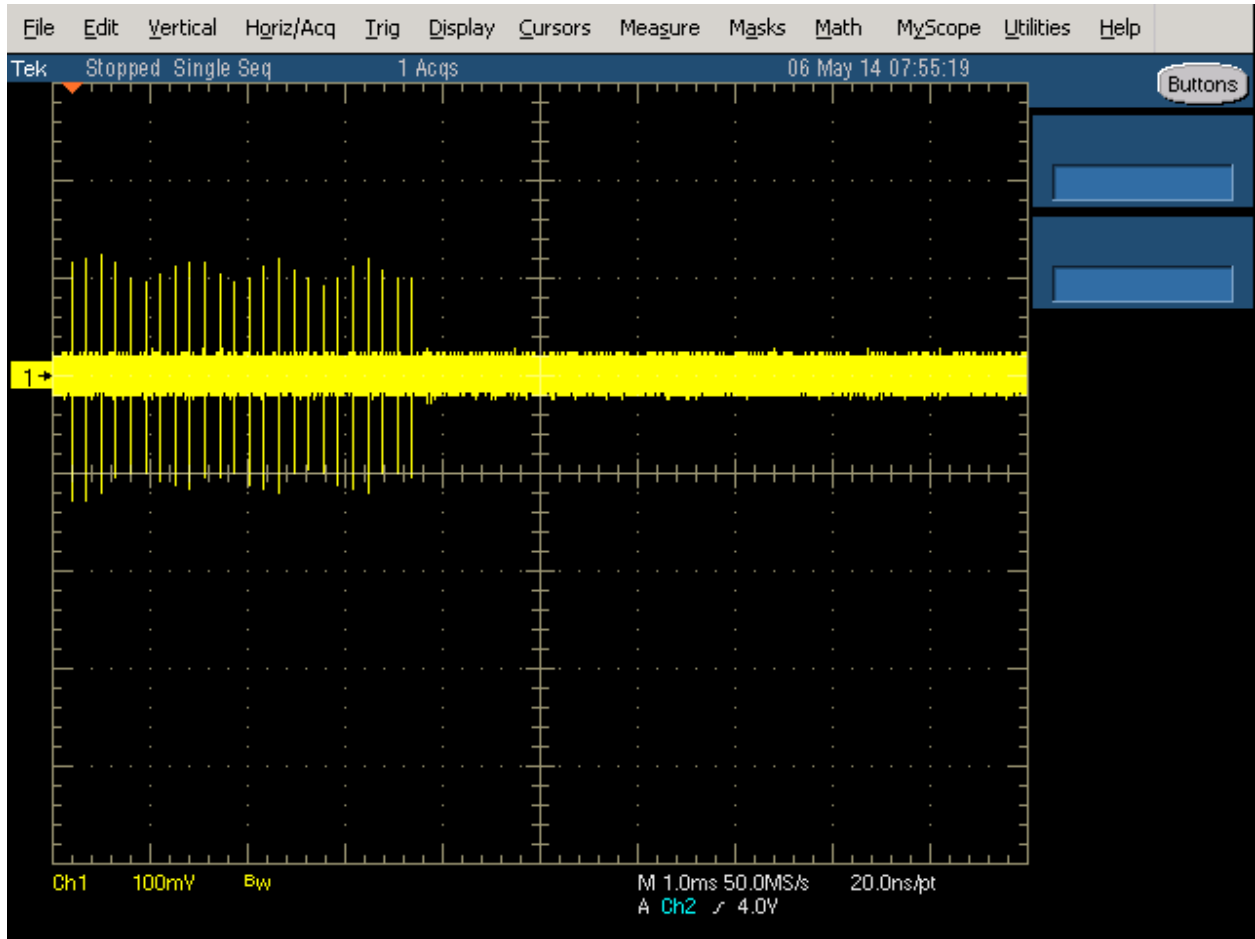 File Edit Vertical Horiz/Acq Trig Display Cursors Measure Masks Math MyScope Utilities Help
Tek Stopped Single Seq 1 Acqs 06 May 14 07:55:19
Buttons
1
Ch1 100mV BW M 1.0ms 50.0MS/s 20.0ns/pt
A Ch2 4.0V